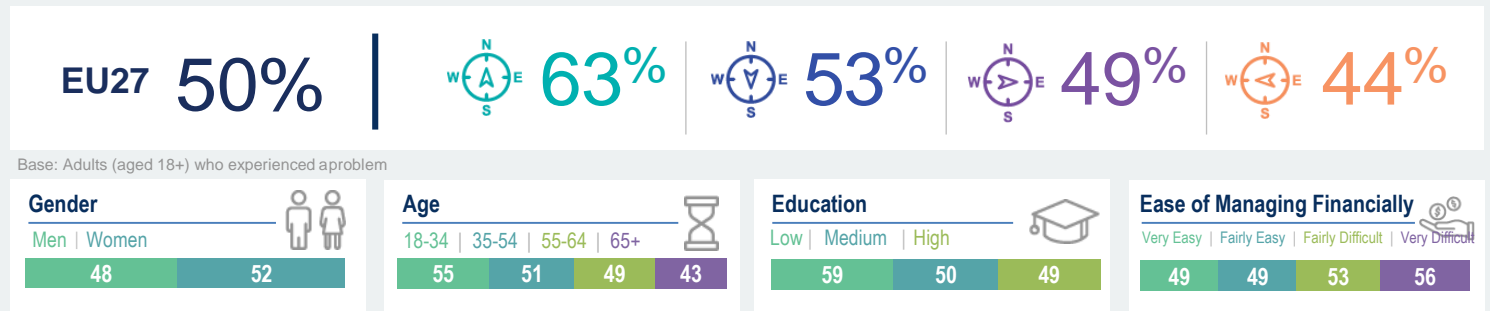 EU27 50%
N
W E
S
63%
N
W E
S
53%
N
W E
S
49%
N
W E
S
44%
Base: Adults (aged 18+) who experienced aproblem
Gender
Men | Women
48 52
Age
18-34 | 35-54 | 55-64 | 65+
55 51 49 43
Education
Low | Medium | High
59 50 49
Ease of Managing Financially
Very Easy | Fairly Easy | Fairly Difficult | Very Difficult
49 49 53 56